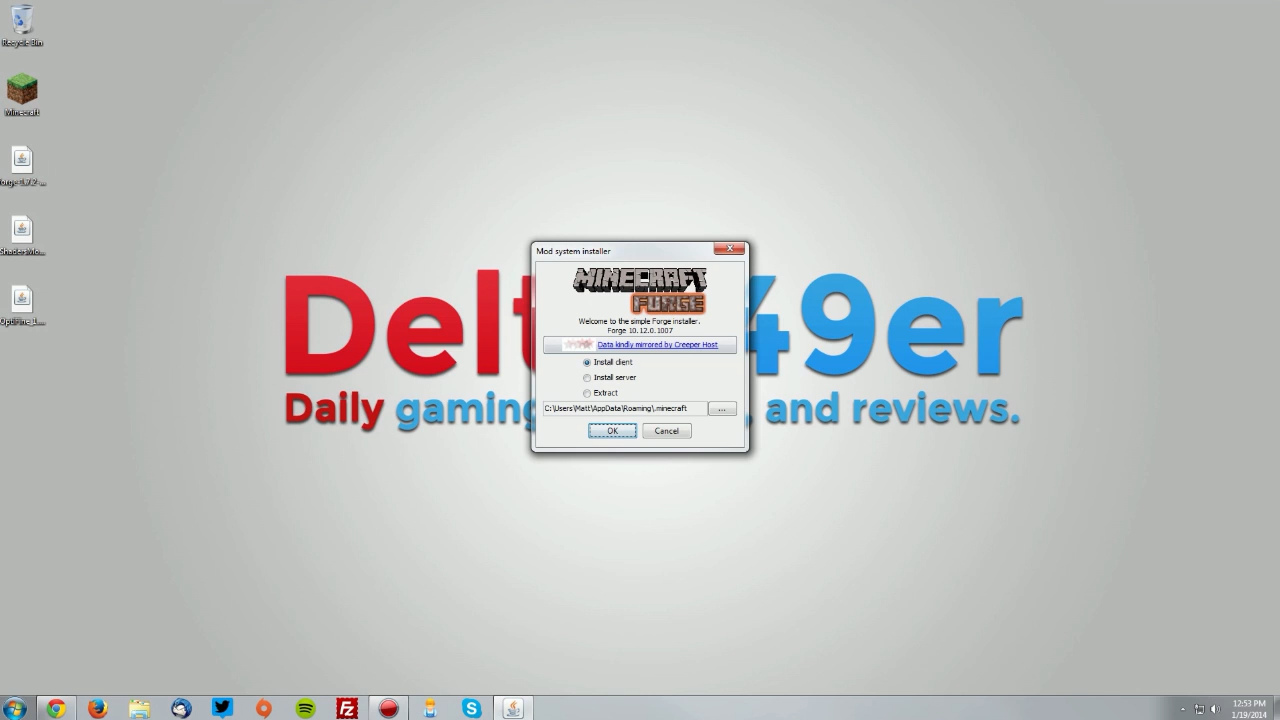 Recycle Bin
Minecraft
Mod system installer
MINECRAFT
FORGE
Welcome to the simple Forge installer.
Forge 10.12.0.1007
Data kindly mirrored by Creeper Host
Install client
Install server
Extract
C:\Users\Matt\AppData\Roaming\.minecraft
...
OK
Cancel
Delt 49er
Daily gaming , and reviews.
12:53 PM
1/19/2014